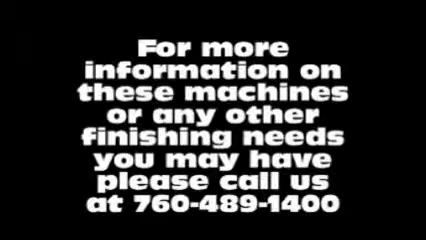 For more
information on
these machines
or any other
finishing needs
you may have
please call us
at 760-489-1400